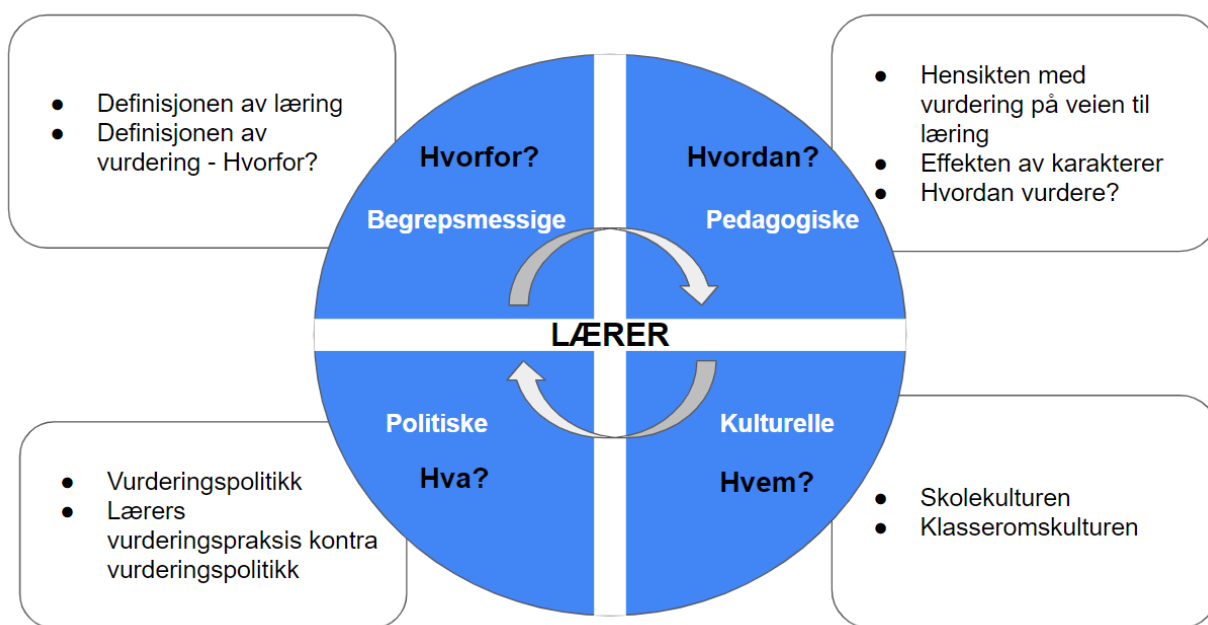 ● Definisjonen av læring
● Definisjonen av
vurdering - Hvorfor?
Hvorfor?
Begrepsmessige
Hvordan?
Pedagogiske
● Hensikten med
vurdering på veien til
læring
● Effekten av karakterer
● Hvordan vurdere?
LÆRER
● Vurderingspolitikk
● Lærers
vurderingspraksis kontra
vurderingspolitikk
Politiske
Hva?
Kulturelle
Hvem?
● Skolekulturen
● Klasseromskulturen